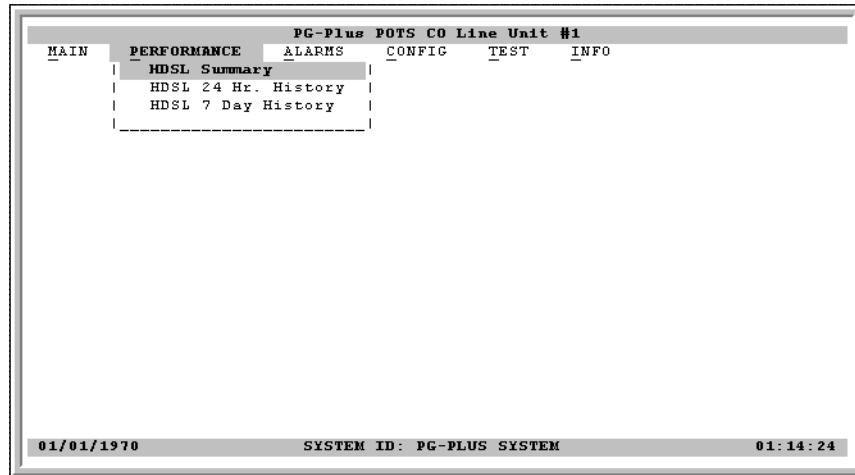 PG-Plus POTS CO Line Unit #1
MAIN PERFORMANCE ALARMS CONFIG TEST INFO
HDSL Summary
HDSL 24 Hr. History
HDSL 7 Day History
01/01/1970 SYSTEM ID: PG-PLUS SYSTEM 01:14:24